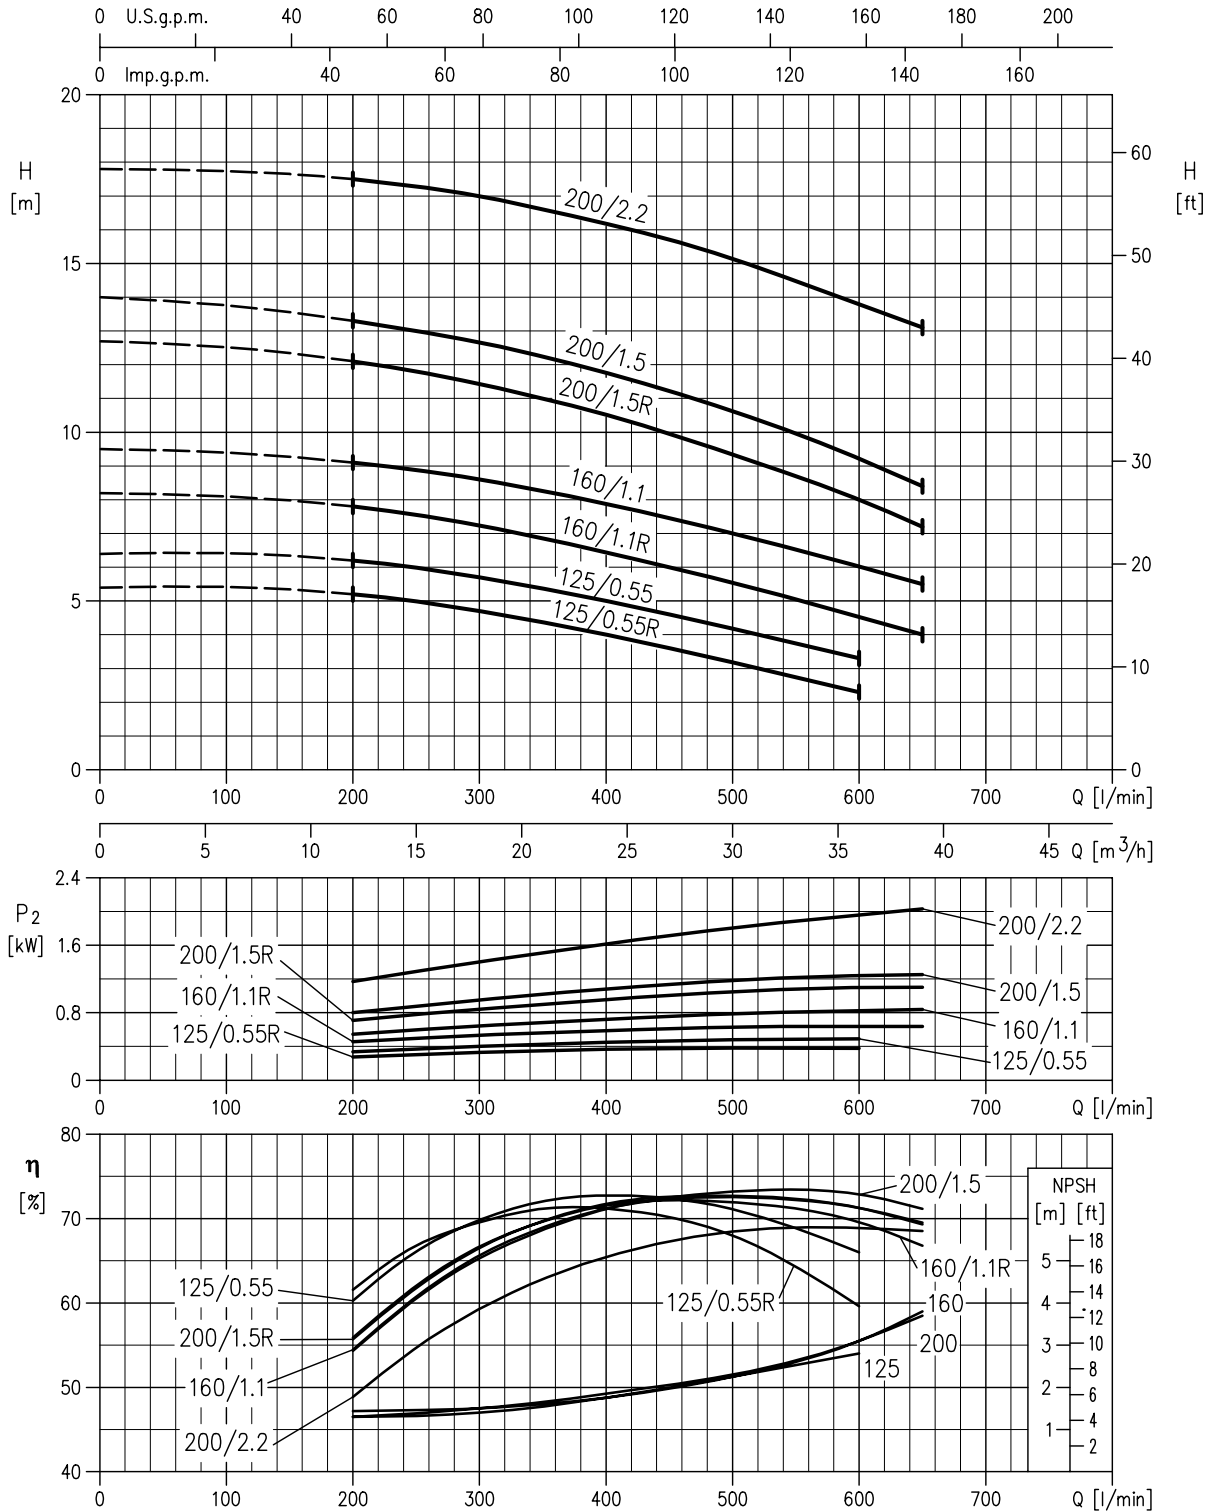 0 U.S.g.p.m. 40 60 80 100 120 140 160 180 200
0 Imp.g.p.m. 40 60 80 100 120 140 160
20
15
10
5
0
H
[m]
60
50
40
30
20
10
0
H
[ft]
200/2.2
200/1.5
200/1.5R
160/1.1
160/1.1R
125/0.55
125/0.55R
0 100 200 300 400 500 600 700 Q [l/min]
0 5 10 15 20 25 30 35 40 45 Q [m³/h]
2.4
1.6
0.8
0
P2
[kW]
200/1.5R
160/1.1R
125/0.55R
200/2.2
200/1.5
160/1.1
125/0.55
0 100 200 300 400 500 600 700 Q [l/min]
80
70
60
50
40
η
[%]
125/0.55
200/1.5R
160/1.1
200/2.2
200/1.5
160/1.1R
125/0.55R
160
200
125
NPSH
[m] [ft]
5
4
3
2
1
18
16
14
12
10
8
6
4
2
0 100 200 300 400 500 600 700 Q [l/min]